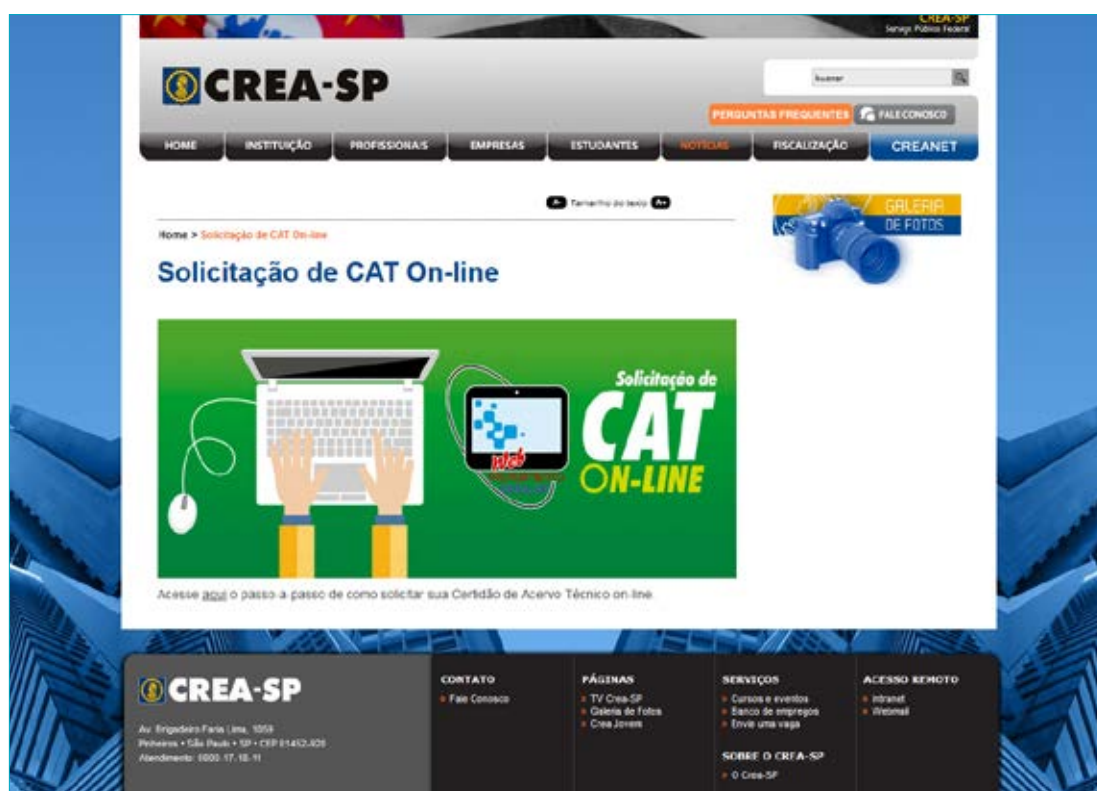 CREA-SP
Serviço Público Federal
CREA-SP
buscar
PERGUNTAS FREQUENTES
FALE CONOSCO
HOME
INSTITUIÇÃO
PROFISSIONAIS
EMPRESAS
ESTUDANTES
NOTÍCIAS
FISCALIZAÇÃO
CREANET
A- Tamanho do texto A+
GALERIA
DE FOTOS
Home > Solicitação de CAT On-line
Solicitação de CAT On-line
Solicitação de
CAT
ON-LINE
web
Acesse aqui o passo-a-passo de como solicitar sua Certidão de Acervo Técnico on-line
CREA-SP
Av. Brigadeiro Faria Lima, 1059
Pinheiros • São Paulo • SP • CEP 01452-920
Atendimento: 0800-17-18-11
CONTATO
Fale Conosco
PÁGINAS
TV Crea-SP
Galeria de Fotos
Crea Jovem
SERVIÇOS
Cursos e eventos
Banco de empregos
Envie uma vaga
SOBRE O CREA-SP
O Crea-SP
ACESSO REMOTO
Intranet
Webmail